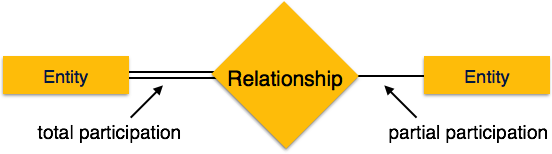 Entity
Relationship
Entity
total participation
partial participation